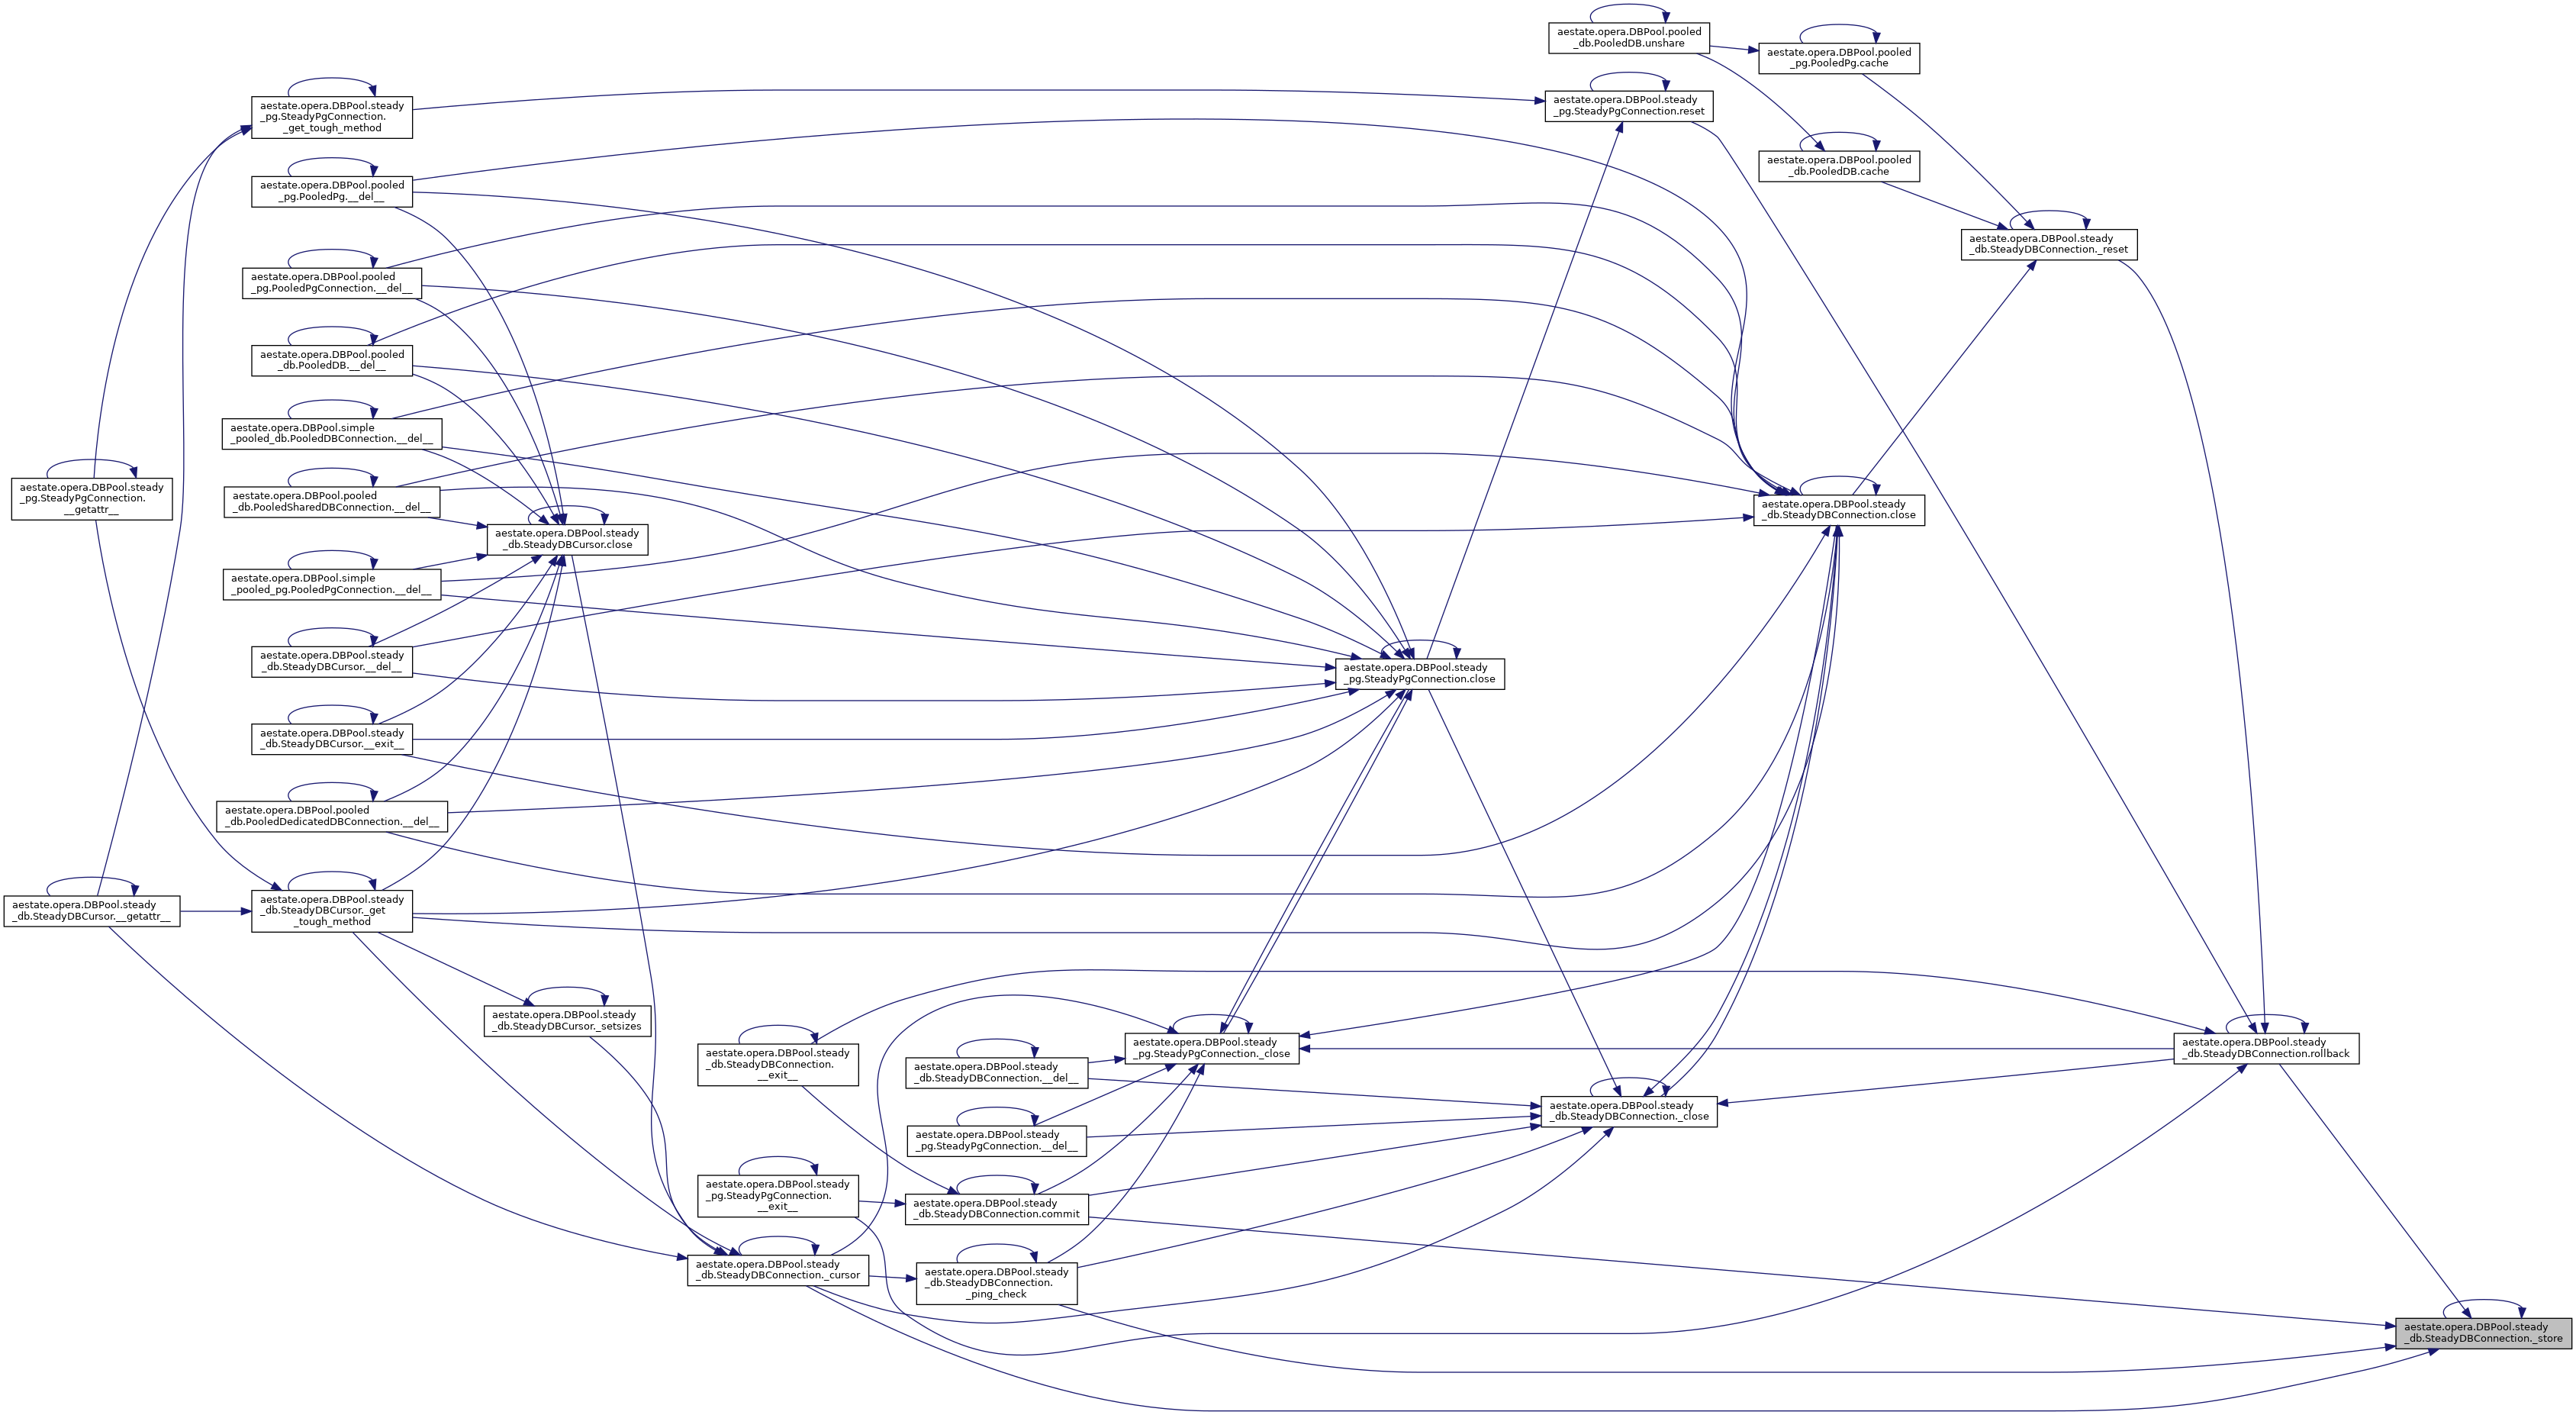 aestate.opera.DBPool.pooled
_db.PooledDB.unshare
aestate.opera.DBPool.pooled
_pg.PooledPg.cache
aestate.opera.DBPool.steady
_pg.SteadyPgConnection.
_get_tough_method
aestate.opera.DBPool.steady
_pg.SteadyPgConnection.reset
aestate.opera.DBPool.pooled
_db.PooledDB.cache
aestate.opera.DBPool.pooled
_pg.PooledPg.__del__
aestate.opera.DBPool.steady
_db.SteadyDBConnection._reset
aestate.opera.DBPool.pooled
_pg.PooledPgConnection.__del__
aestate.opera.DBPool.pooled
_db.PooledDB.__del__
aestate.opera.DBPool.simple
_pooled_db.PooledDBConnection.__del__
aestate.opera.DBPool.steady
_pg.SteadyPgConnection.
__getattr__
aestate.opera.DBPool.pooled
_db.PooledSharedDBConnection.__del__
aestate.opera.DBPool.steady
_db.SteadyDBConnection.close
aestate.opera.DBPool.steady
_db.SteadyDBCursor.close
aestate.opera.DBPool.simple
_pooled_pg.PooledPgConnection.__del__
aestate.opera.DBPool.steady
_db.SteadyDBCursor.__del__
aestate.opera.DBPool.steady
_pg.SteadyPgConnection.close
aestate.opera.DBPool.steady
_db.SteadyDBCursor.__exit__
aestate.opera.DBPool.pooled
_db.PooledDedicatedDBConnection.__del__
aestate.opera.DBPool.steady
_db.SteadyDBCursor.__getattr__
aestate.opera.DBPool.steady
_db.SteadyDBCursor._get
_tough_method
aestate.opera.DBPool.steady
_db.SteadyDBCursor._setsizes
aestate.opera.DBPool.steady
_db.SteadyDBConnection.
__exit__
aestate.opera.DBPool.steady
_pg.SteadyPgConnection._close
aestate.opera.DBPool.steady
_db.SteadyDBConnection.rollback
aestate.opera.DBPool.steady
_db.SteadyDBConnection.__del__
aestate.opera.DBPool.steady
_db.SteadyDBConnection._close
aestate.opera.DBPool.steady
_pg.SteadyPgConnection.__del__
aestate.opera.DBPool.steady
_pg.SteadyPgConnection.
__exit__
aestate.opera.DBPool.steady
_db.SteadyDBConnection.commit
aestate.opera.DBPool.steady
_db.SteadyDBConnection._cursor
aestate.opera.DBPool.steady
_db.SteadyDBConnection.
_ping_check
aestate.opera.DBPool.steady
_db.SteadyDBConnection._store